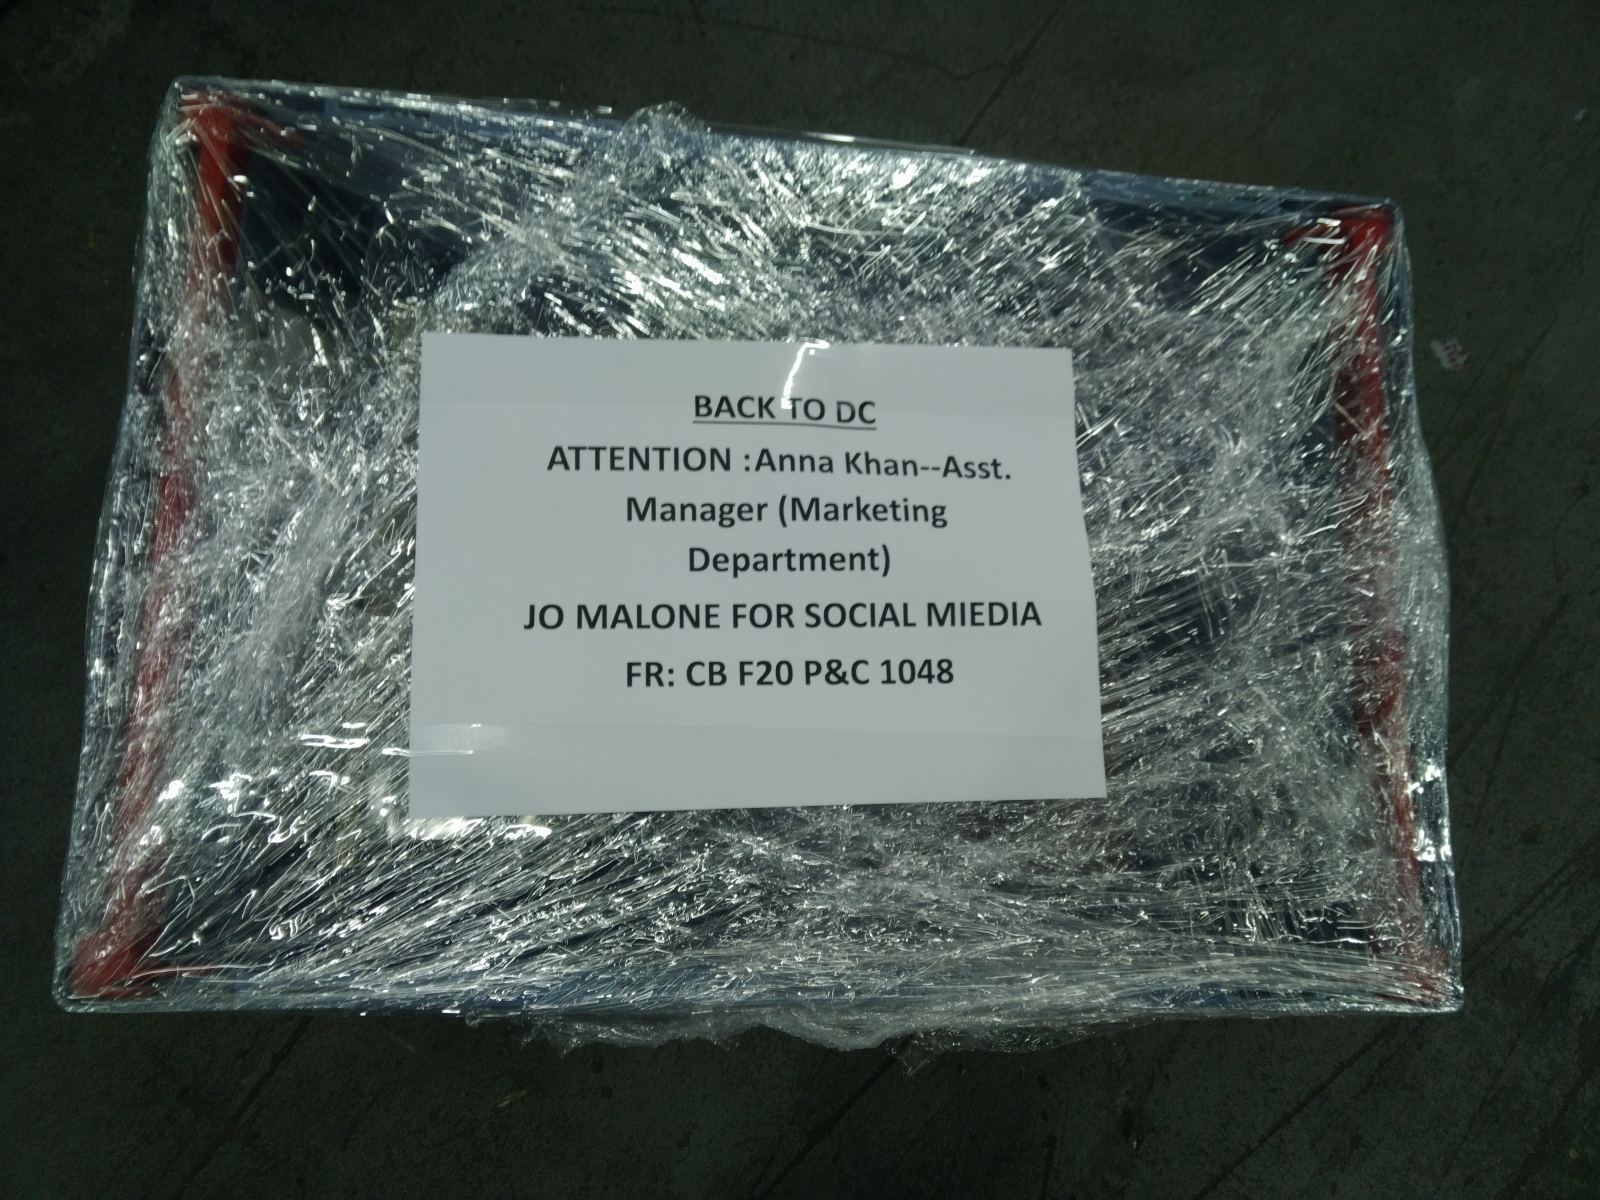 BACK TO DC
ATTENTION :Anna Khan--Asst.
Manager (Marketing
Department)
JO MALONE FOR SOCIAL MIEDIA
FR: CB F20 P&C 1048